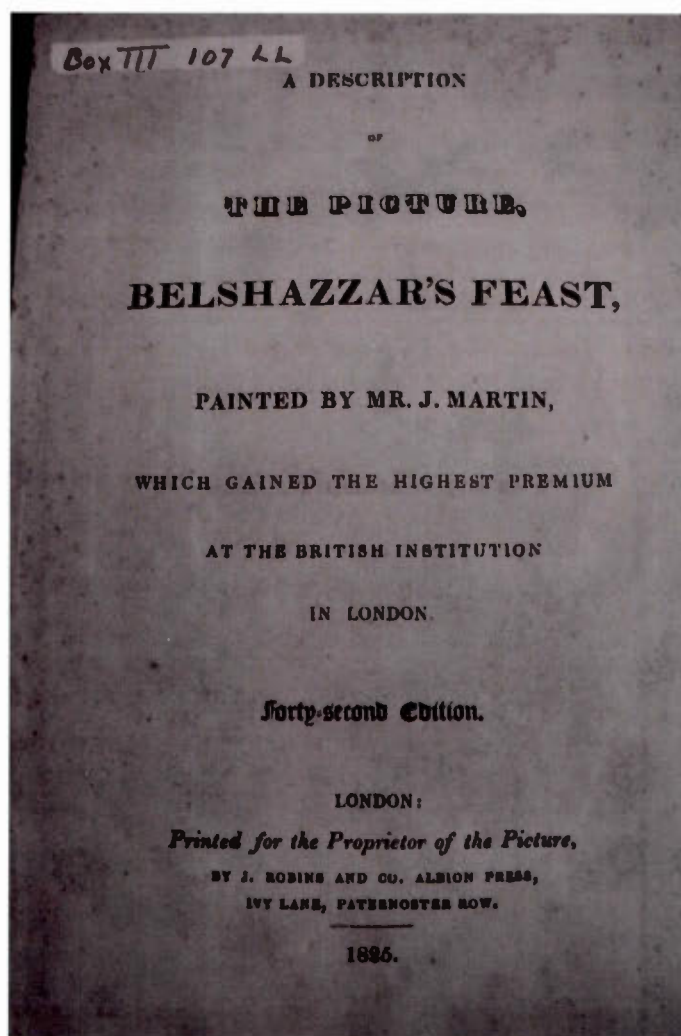 Box III 107 LL
A DESCRIPTION
OF
THE PICTURE,
BELSHAZZAR'S FEAST,
PAINTED BY MR. J. MARTIN,
WHICH GAINED THE HIGHEST PREMIUM
AT THE BRITISH INSTITUTION
IN LONDON.
Forty-second Edition.
LONDON:
Printed for the Proprietor of the Picture,
BY J. ROBINS AND CO. ALBION PRESS,
IVY LANE, PATERNOSTER ROW.
1825.